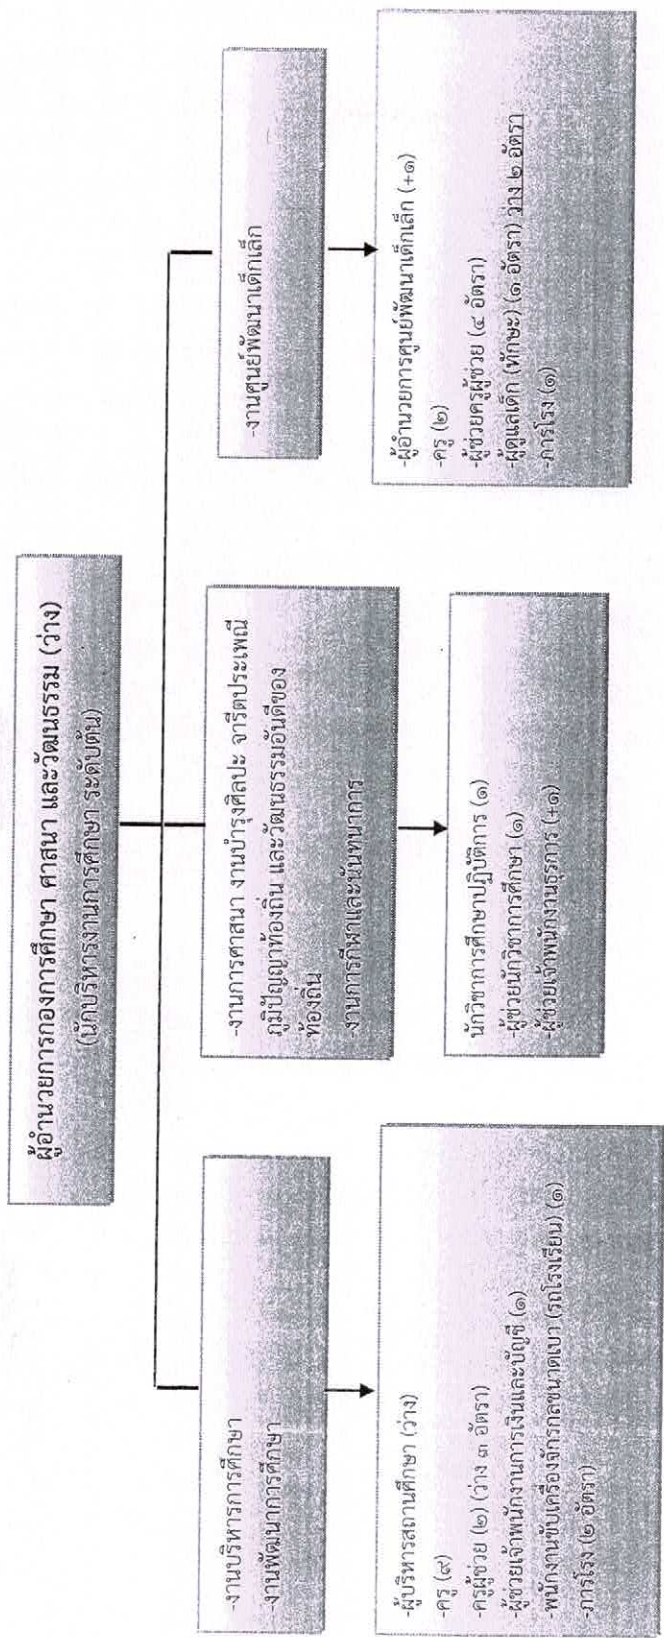 ผู้อำนวยการกองการศึกษา ศาสนา และวัฒนธรรม (ว่าง)
(นักบริหารงานการศึกษา ระดับต้น)
-งานบริหารการศึกษา
-งานพัฒนาการศึกษา
-ผู้บริหารสถานศึกษา (ว่าง)
-ครู (๙)
-ครูผู้ช่วย (๒) (ว่าง ๓ อัตรา)
-ผู้ช่วยเจ้าพนักงานการเงินและบัญชี (๑)
-พนักงานขับเครื่องจักรกลขนาดเบา (รถโรงเรียน) (๑)
-ภารโรง (๒ อัตรา)
-งานการศาสนา งานบำรุงศิลปะ จารีตประเพณี
ภูมิปัญญาท้องถิ่น และวัฒนธรรมอันดีของ
ท้องถิ่น
-งานการกีฬาและนันทนาการ
นักวิชาการศึกษาปฏิบัติการ (๑)
-ผู้ช่วยนักวิชาการศึกษา (๑)
-ผู้ช่วยเจ้าพนักงานธุรการ (+๑)
-งานศูนย์พัฒนาเด็กเล็ก
-ผู้อำนวยการศูนย์พัฒนาเด็กเล็ก (+๑)
-ครู (๒)
-ผู้ช่วยครูผู้ช่วย (๔ อัตรา)
-ผู้ดูแลเด็ก (ทักษะ) (๑ อัตรา) ว่าง ๒ อัตรา
-ภารโรง (๑)